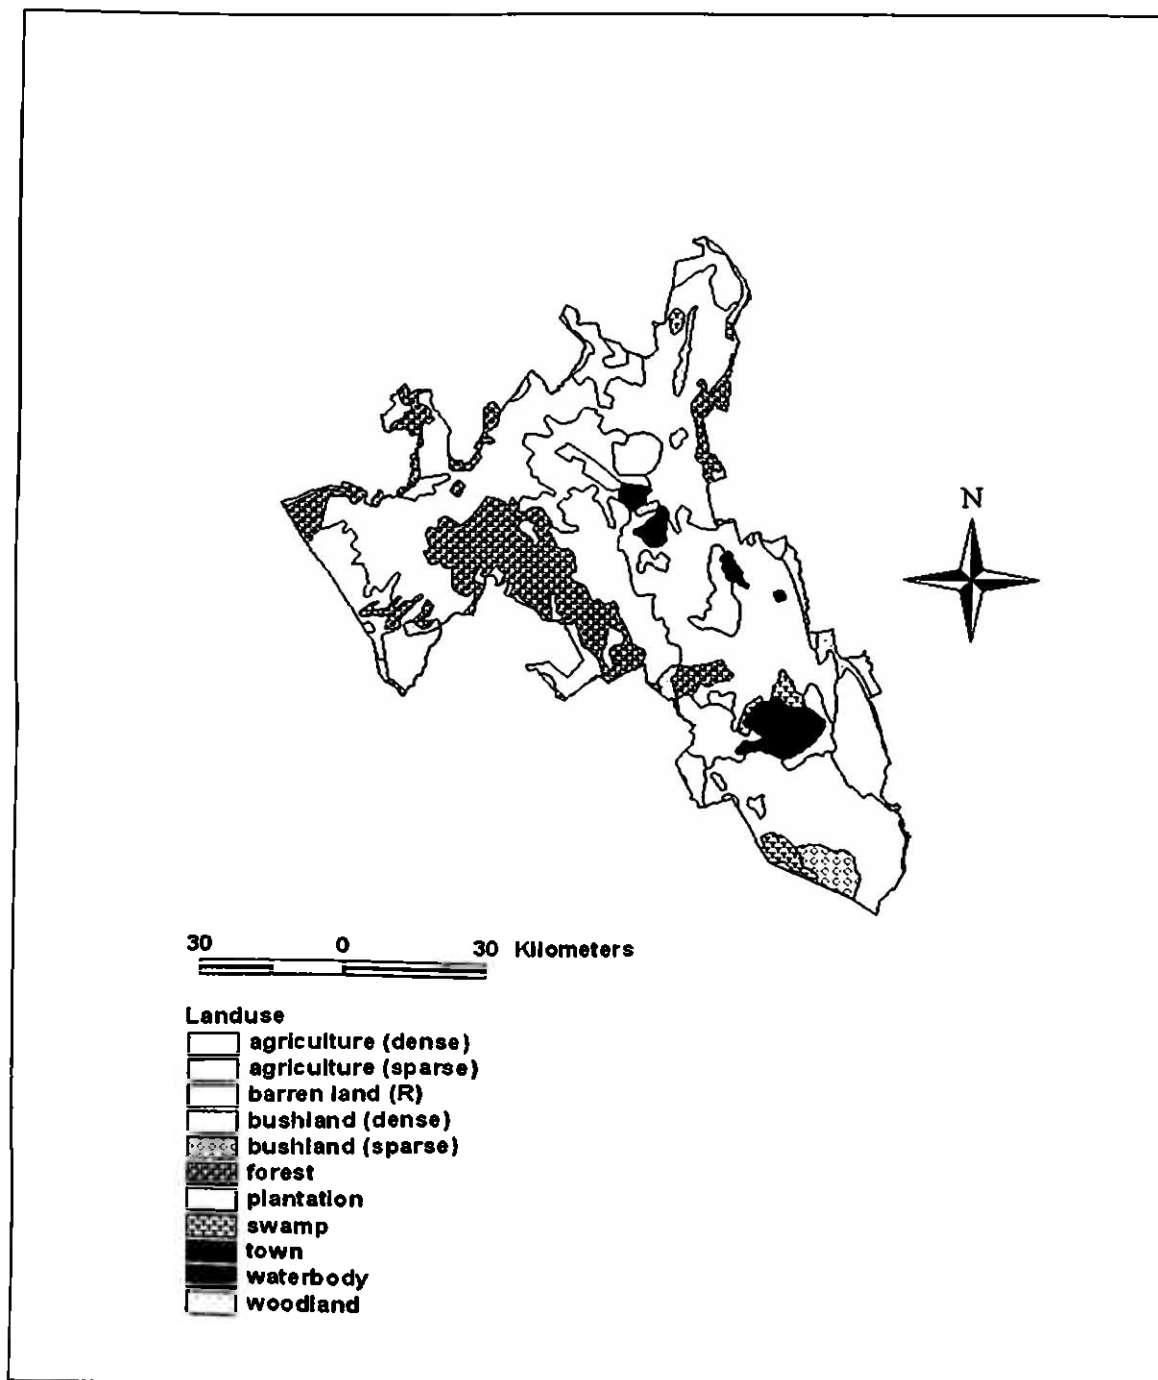 N
30 0 30 Kilometers
Landuse
agriculture (dense)
agriculture (sparse)
barren land (R)
bushland (dense)
bushland (sparse)
forest
plantation
swamp
town
waterbody
woodland